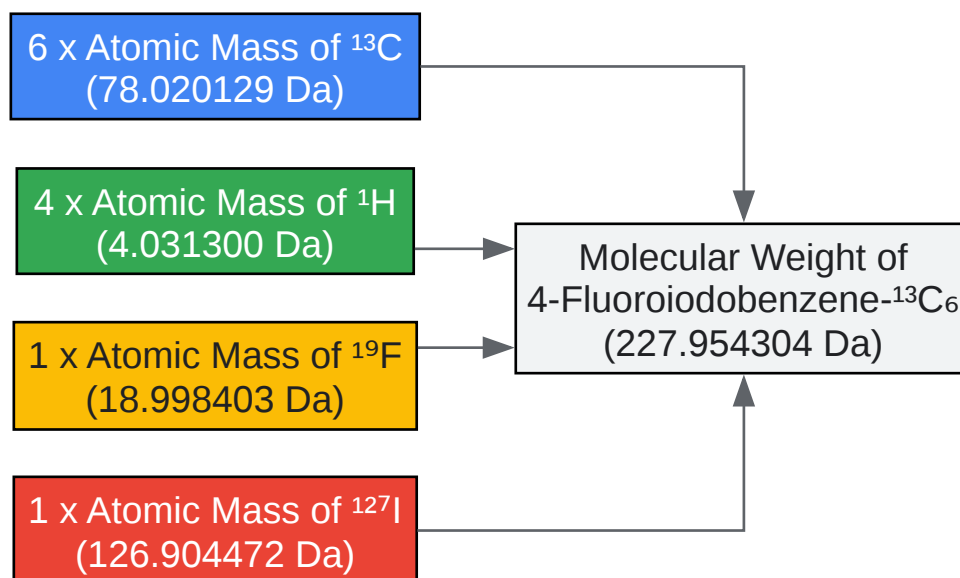 6 x Atomic Mass of ¹³C
(78.020129 Da)
4 x Atomic Mass of ¹H
(4.031300 Da)
1 x Atomic Mass of ¹⁹F
(18.998403 Da)
1 x Atomic Mass of ¹²⁷I
(126.904472 Da)
Molecular Weight of
4-Fluoroiodobenzene-¹³C₆
(227.954304 Da)